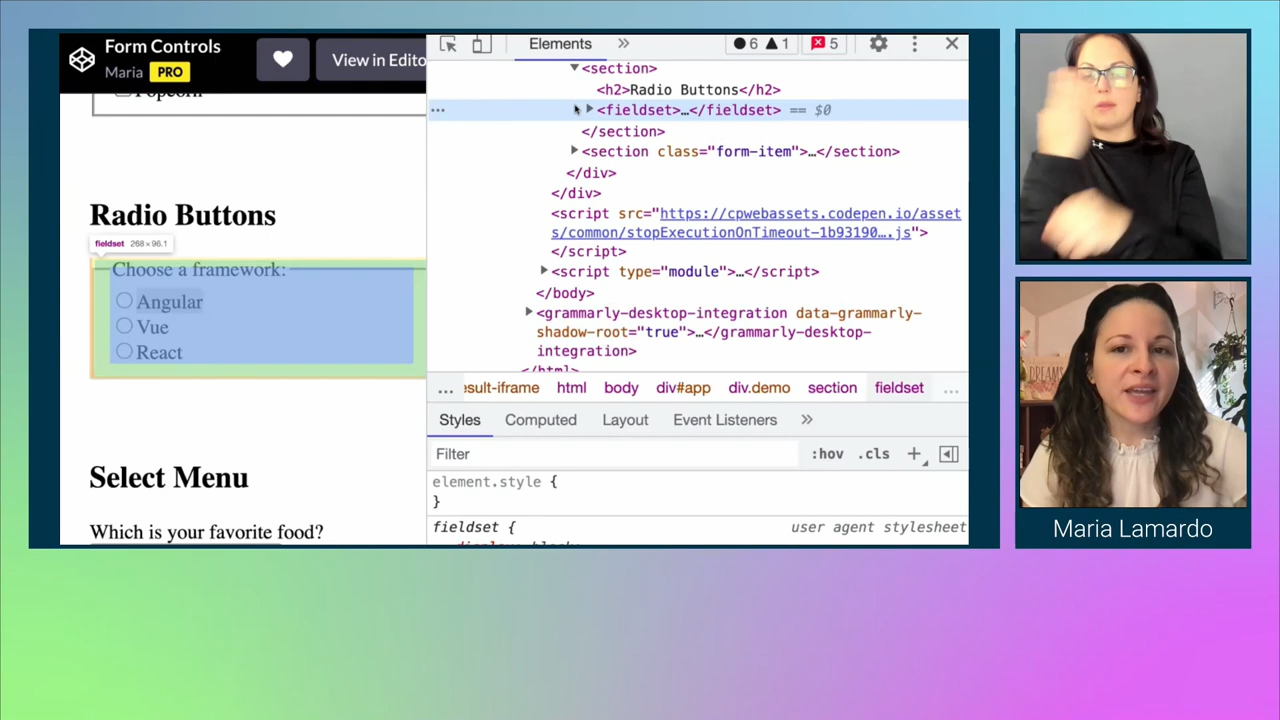 Form Controls
Maria PRO
View in Edito
Popcorn
Radio Buttons
fieldset 268 × 96.1
Choose a framework:
Angular
Vue
React
Select Menu
Which is your favorite food?
Elements » 6 1 5
<section>
<h2>Radio Buttons</h2>
… <fieldset>…</fieldset> == $0
</section>
<section class="form-item">…</section>
</div>
</div>
<script src="https://cpwebassets.codepen.io/asset
s/common/stopExecutionOnTimeout-1b93190….js">
</script>
<script type="module">…</script>
</body>
<grammarly-desktop-integration data-grammarly-
shadow-root="true">…</grammarly-desktop-
integration>
</html>
… esult-iframe html body div#app div.demo section fieldset …
Styles Computed Layout Event Listeners »
Filter :hov .cls +
element.style {
}
fieldset { user agent stylesheet
display: block;
DREAMS
Maria Lamardo